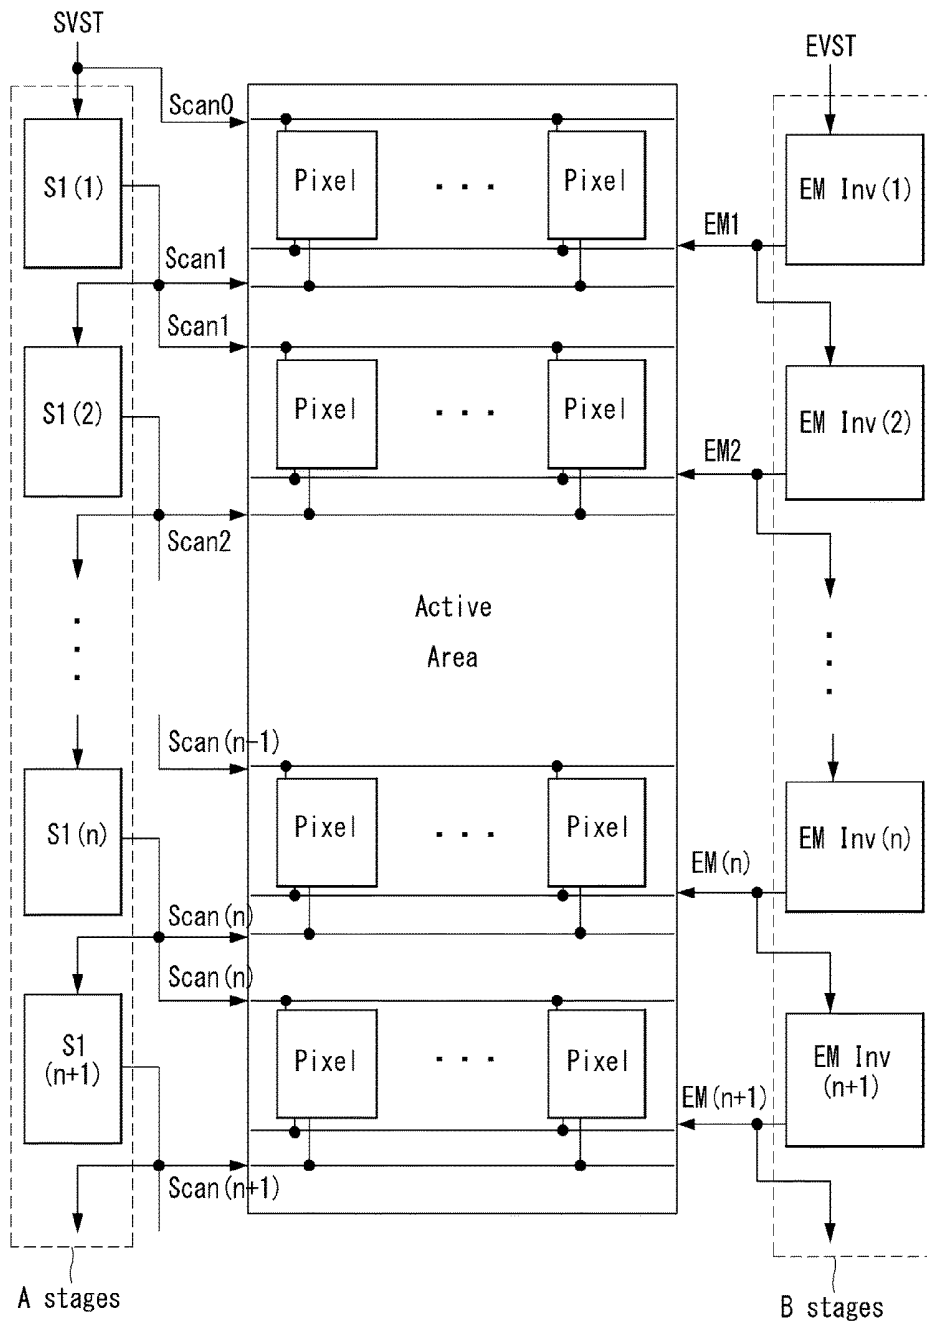 SVST
EVST
Scan0
S1(1)
Pixel
. . .
Pixel
EM Inv(1)
EM1
Scan1
Scan1
S1(2)
Pixel
. . .
Pixel
EM Inv(2)
EM2
Scan2
Active
Area
Scan(n-1)
S1(n)
Pixel
. . .
Pixel
EM Inv(n)
EM(n)
Scan(n)
Scan(n)
S1
(n+1)
Pixel
. . .
Pixel
EM Inv
(n+1)
EM(n+1)
Scan(n+1)
A stages
B stages